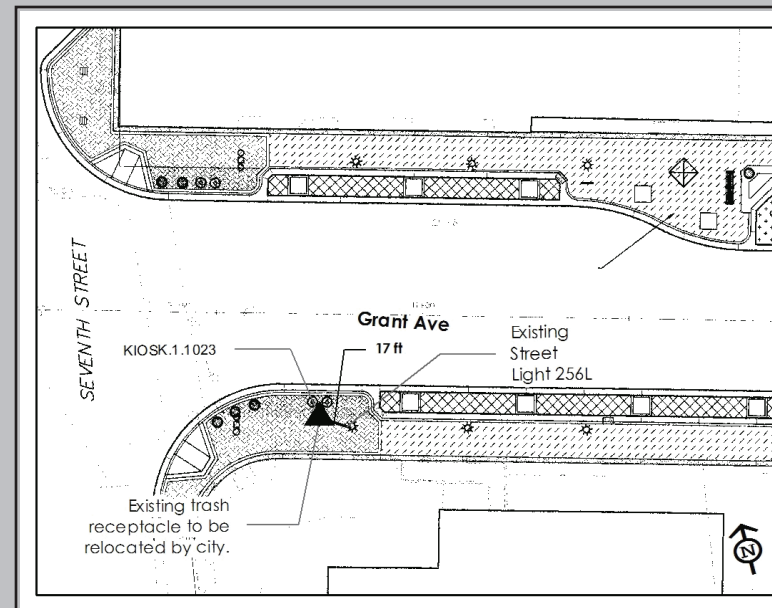 SEVENTH STREET
Grant Ave
KIOSK.1.1023
17 ft
Existing
Street
Light 256L
Existing trash
receptacle to be
relocated by city.
N